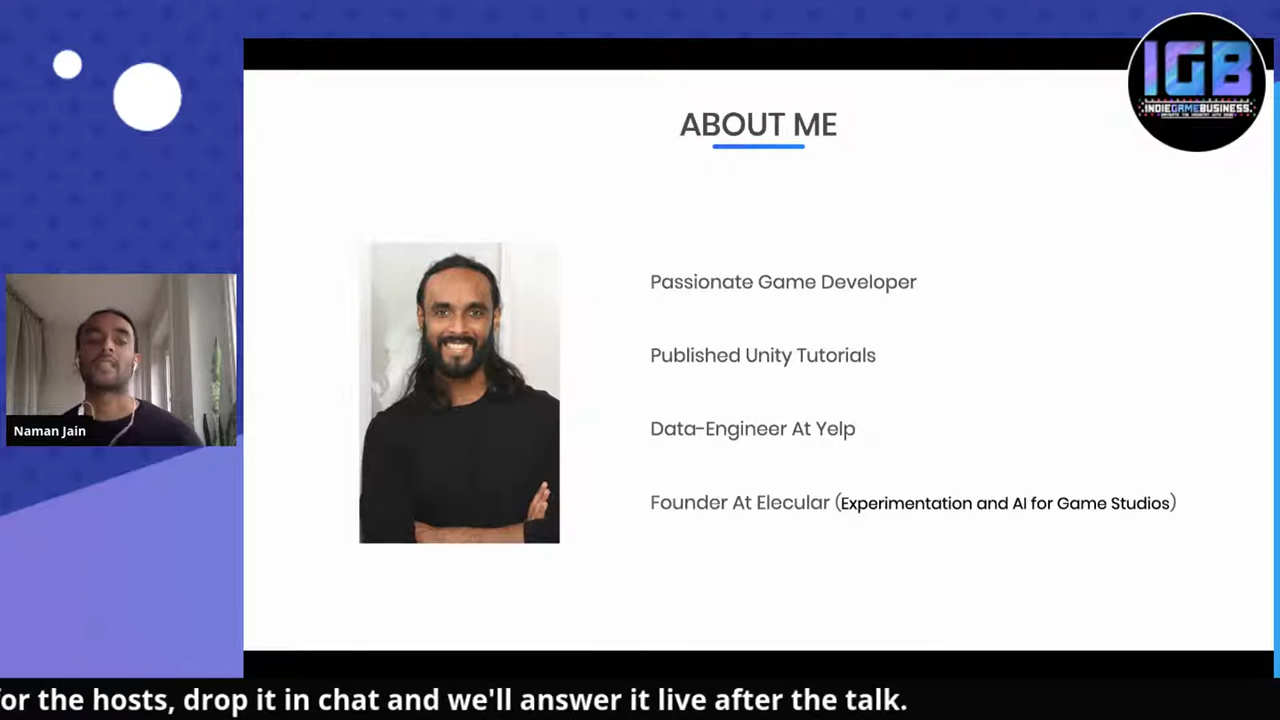 IGB
INDIEGAMEBUSINESS
ABOUT ME
Passionate Game Developer
Published Unity Tutorials
Data-Engineer At Yelp
Founder At Elecular (Experimentation and AI for Game Studios)
Naman Jain
for the hosts, drop it in chat and we'll answer it live after the talk.